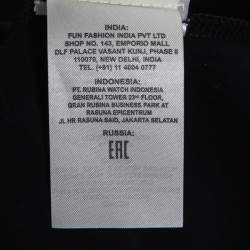 INDIA:
FUN FASHION INDIA PVT LTD
SHOP NO. 143, EMPORIO MALL
DLF PALACE VASANT KUNJ, PHASE II
110070, NEW DELHI, INDIA
TEL: (+91) 11 4604 0777
INDONESIA:
PT. RUBINA WATCH INDONESIA
GENERALI TOWER 23RD FLOOR,
GRAN RUBINA BUSINESS PARK AT
RASUNA EPICENTRUM
JL HR RASUNA SAID, JAKARTA SELATAN
RUSSIA:
EAC